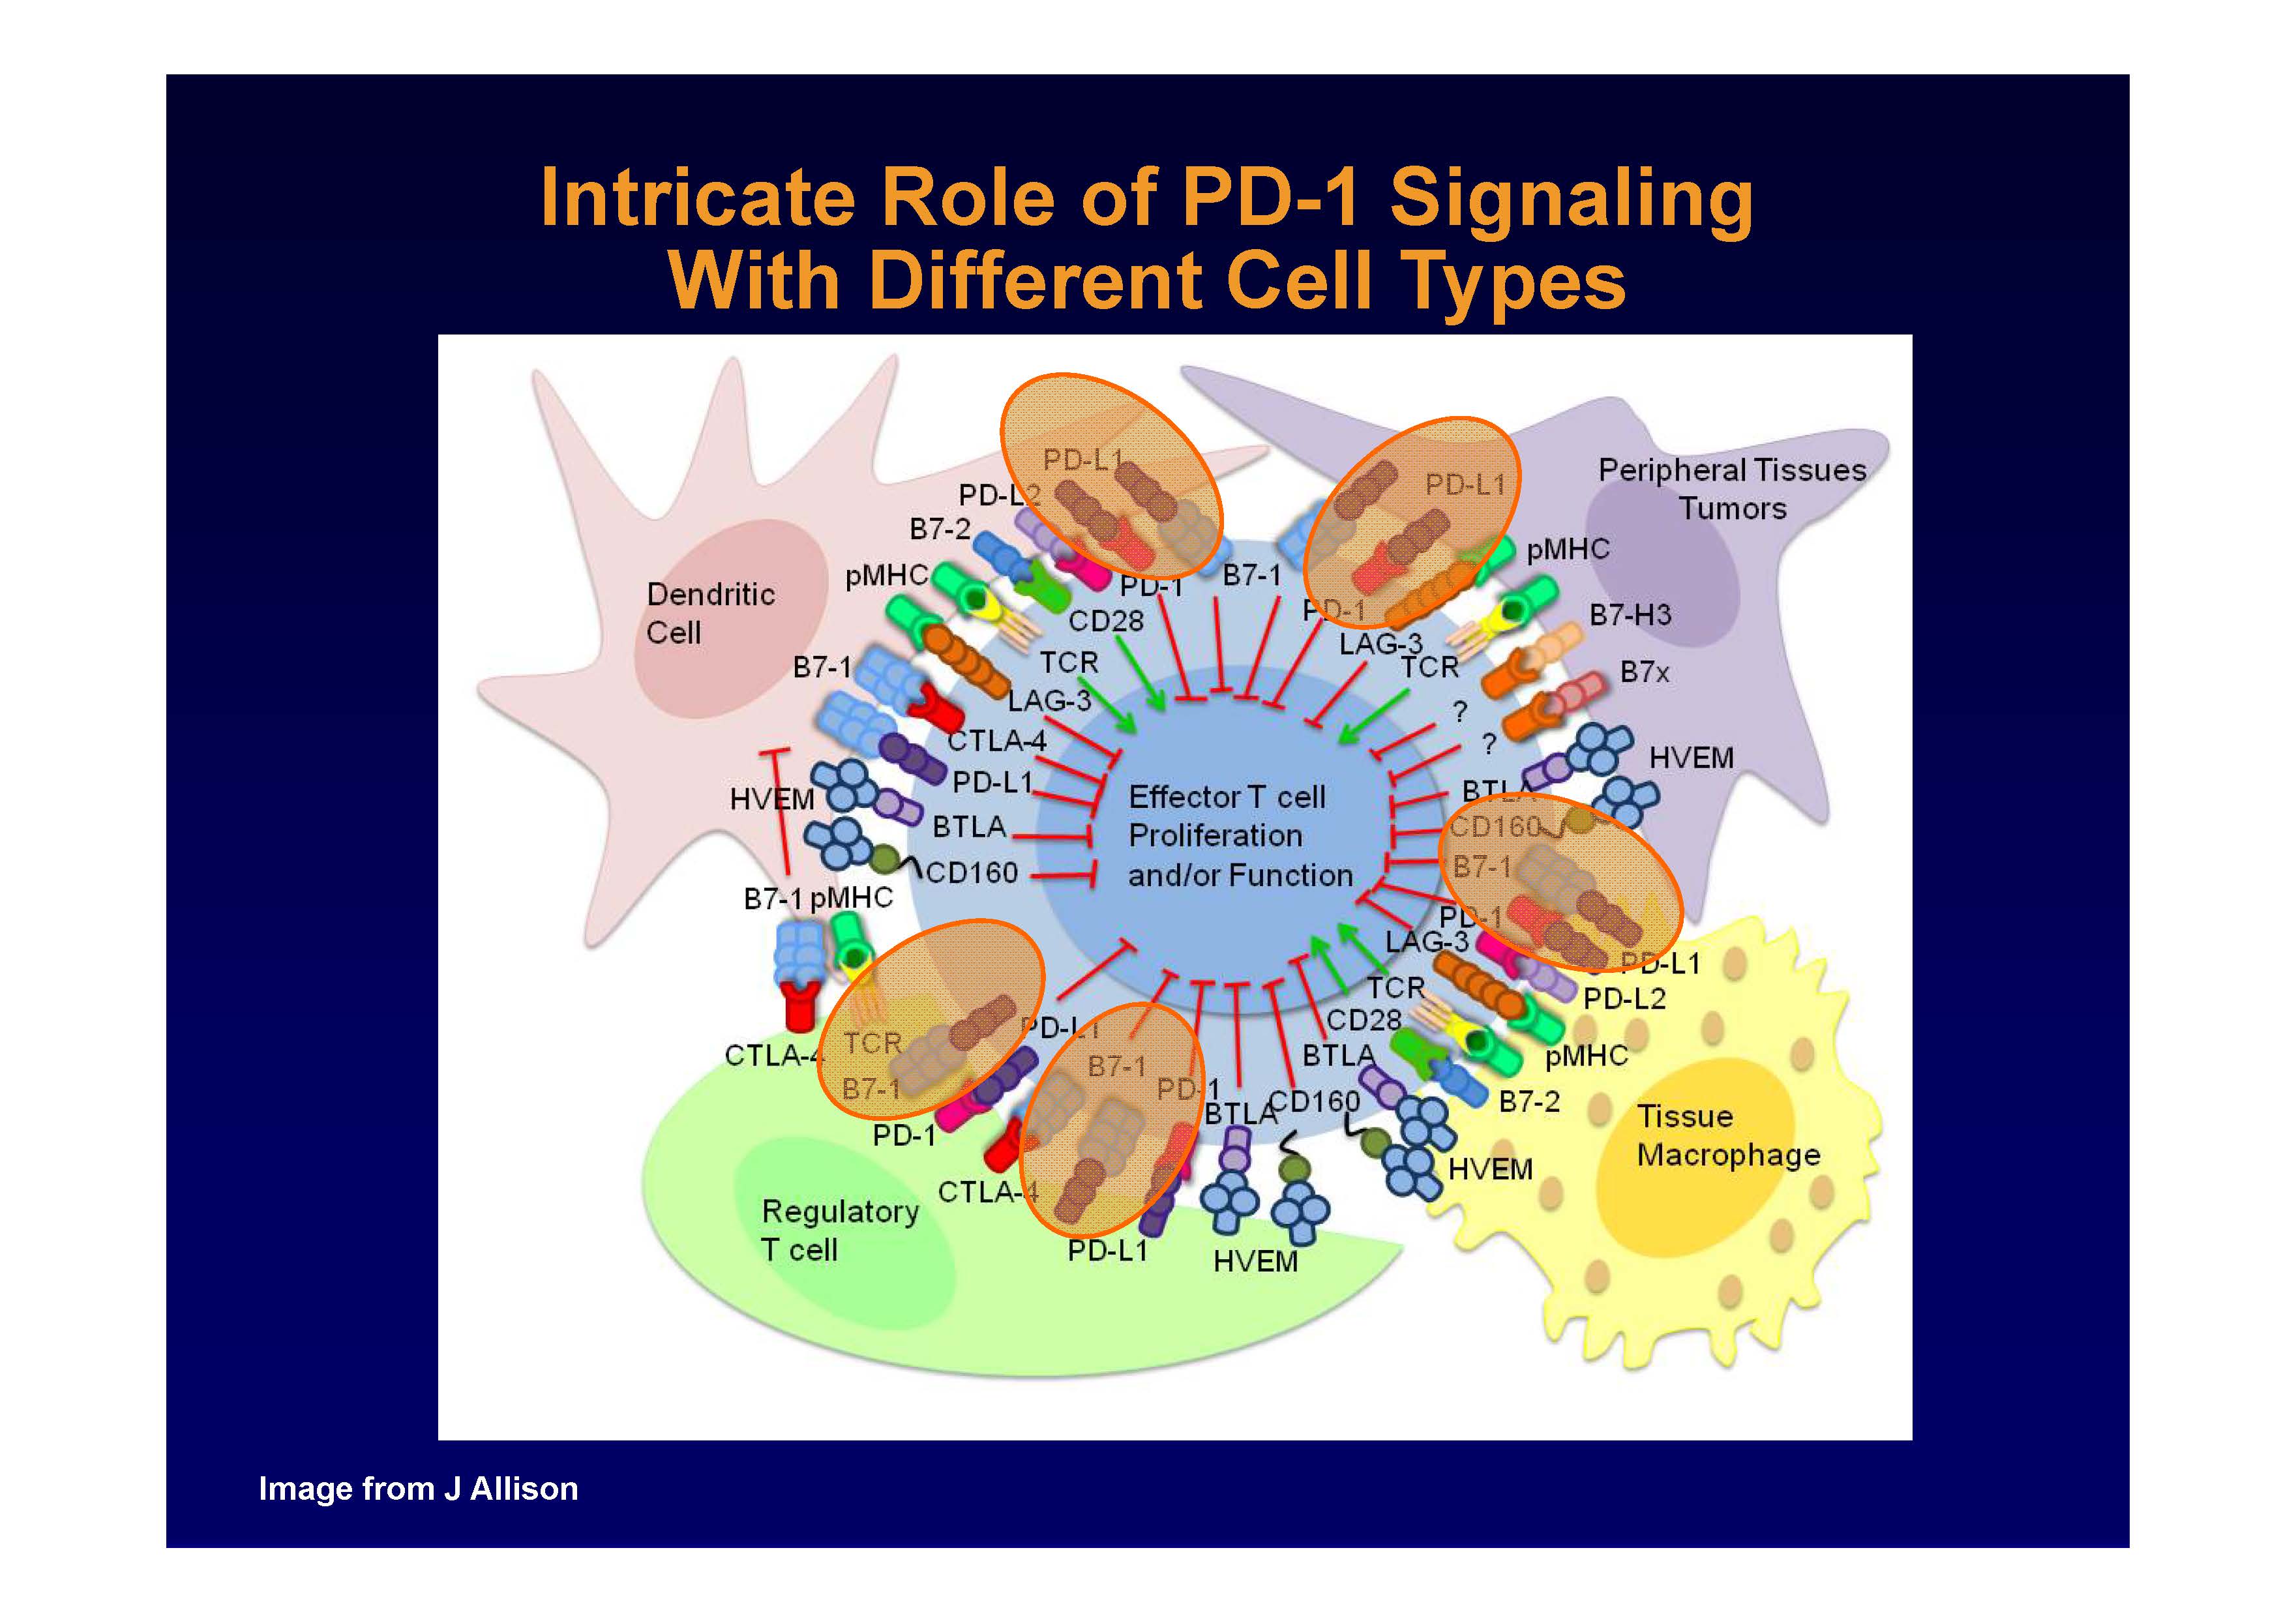 Intricate Role of PD-1 Signaling
With Different Cell Types
PD-L1
PD-L2
B7-2
pMHC
Dendritic
Cell
B7-1
PD-1
CD28
TCR
LAG-3
CTLA-4
PD-L1
HVEM
BTLA
CD160
B7-1
PD-L1
Peripheral Tissues
Tumors
pMHC
PD-1
LAG-3
TCR
B7-H3
B7x
?
?
HVEM
BTLA
CD160
B7-1
PD-1
LAG-3
PD-L1
PD-L2
TCR
CD28
BTLA
pMHC
B7-2
CD160
HVEM
Tissue
Macrophage
Effector T cell
Proliferation
and/or Function
B7-1 pMHC
CTLA-4
TCR
B7-1
PD-L1
PD-1
B7-1
PD-1
BTLA
CTLA-4
PD-L1
HVEM
Regulatory
T cell
Image from J Allison